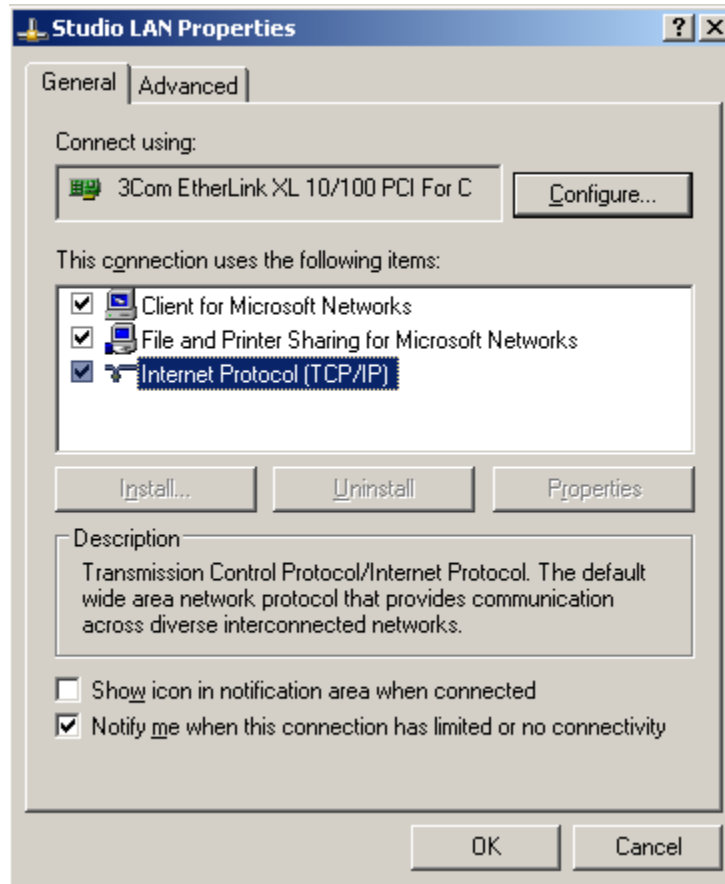 Studio LAN Properties
General Advanced
Connect using:
3Com EtherLink XL 10/100 PCI For C Configure...
This connection uses the following items:
Client for Microsoft Networks
File and Printer Sharing for Microsoft Networks
Internet Protocol (TCP/IP)
Install... Uninstall Properties
Description
Transmission Control Protocol/Internet Protocol. The default
wide area network protocol that provides communication
across diverse interconnected networks.
Show icon in notification area when connected
Notify me when this connection has limited or no connectivity
OK Cancel